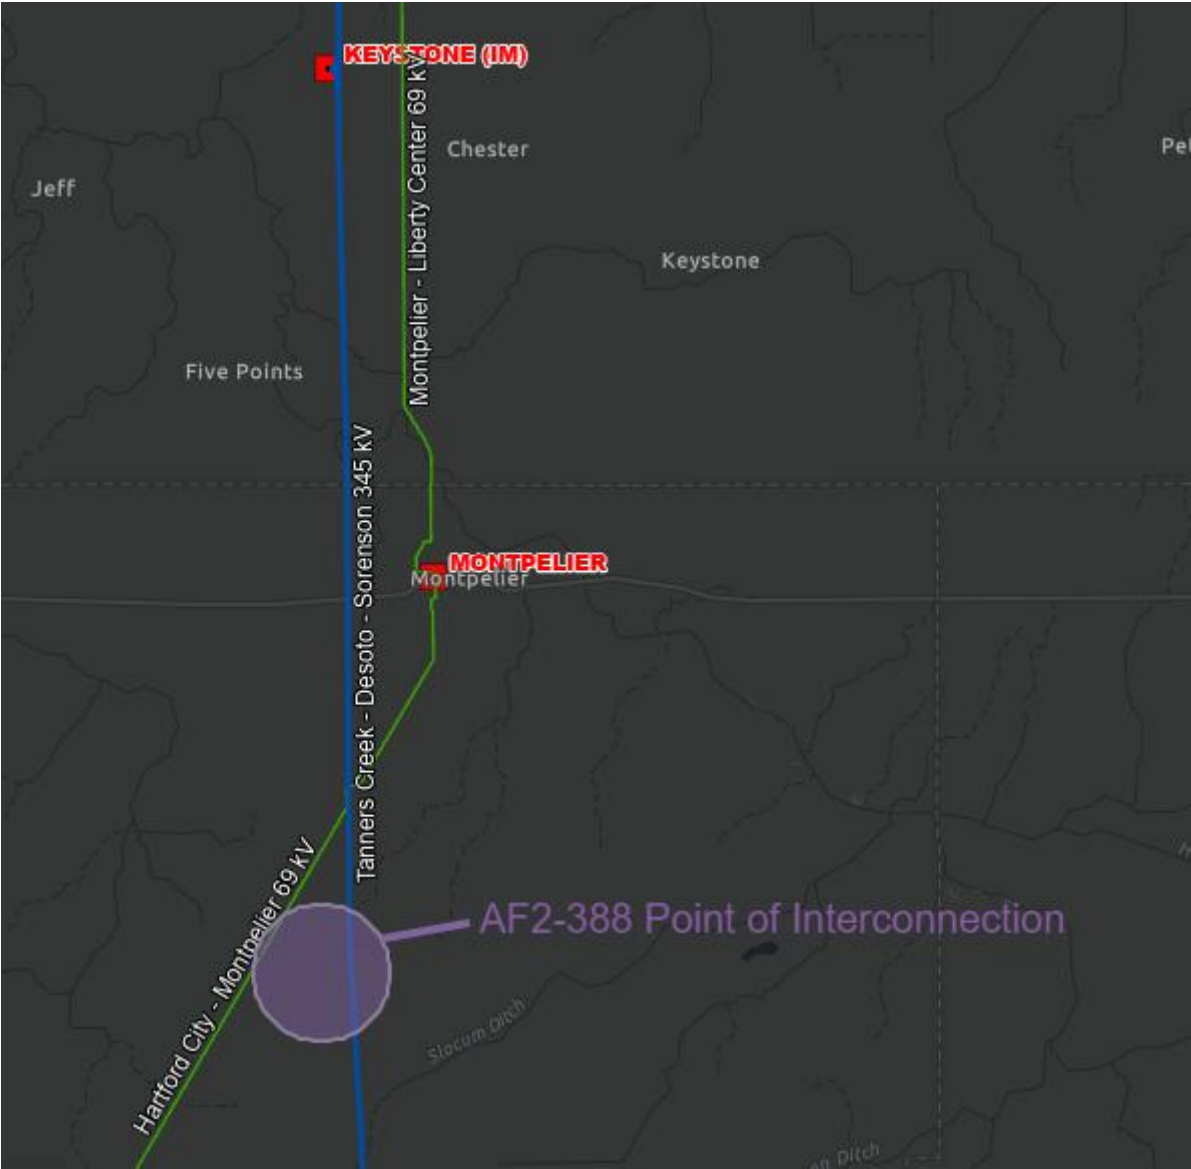 KEYSTONE (IM)
Montpelier - Liberty Center 69 kV
Chester
Jeff
Keystone
Five Points
Tanners Creek - Desoto - Sorenson 345 kV
MONTPELIER
Montpelier
Hartford City - Montpelier 69 kV
AF2-388 Point of Interconnection
Slocum Ditch
Ditch